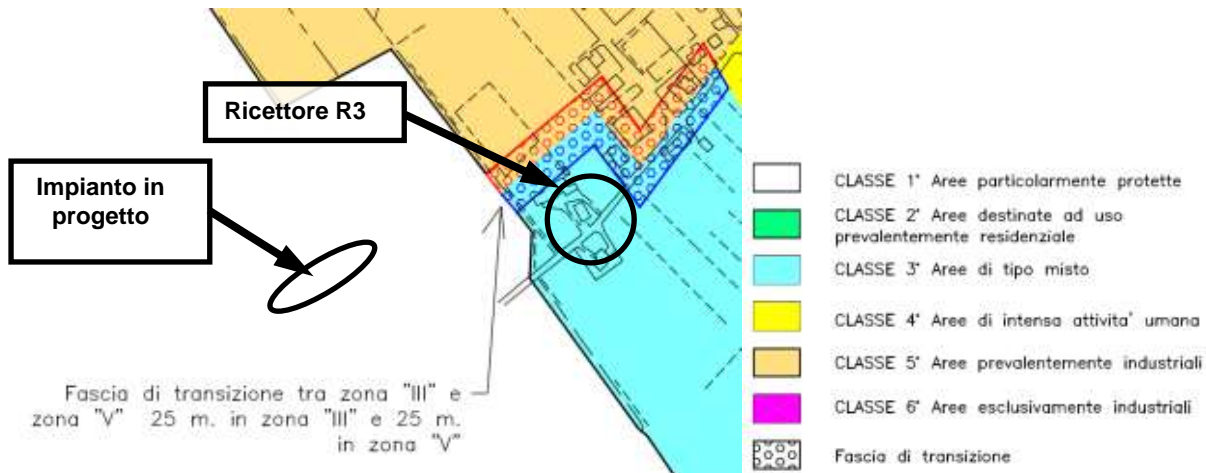 Ricettore R3
Impianto in
progetto
Fascia di transizione tra zona "III" e
zona "V" 25 m. in zona "III" e 25 m.
in zona "V"
CLASSE 1° Aree particolarmente protette
CLASSE 2° Aree destinate ad uso
prevalentemente residenziale
CLASSE 3° Aree di tipo misto
CLASSE 4° Aree di intensa attivita' umana
CLASSE 5° Aree prevalentemente industriali
CLASSE 6° Aree esclusivamente industriali
Fascia di transizione